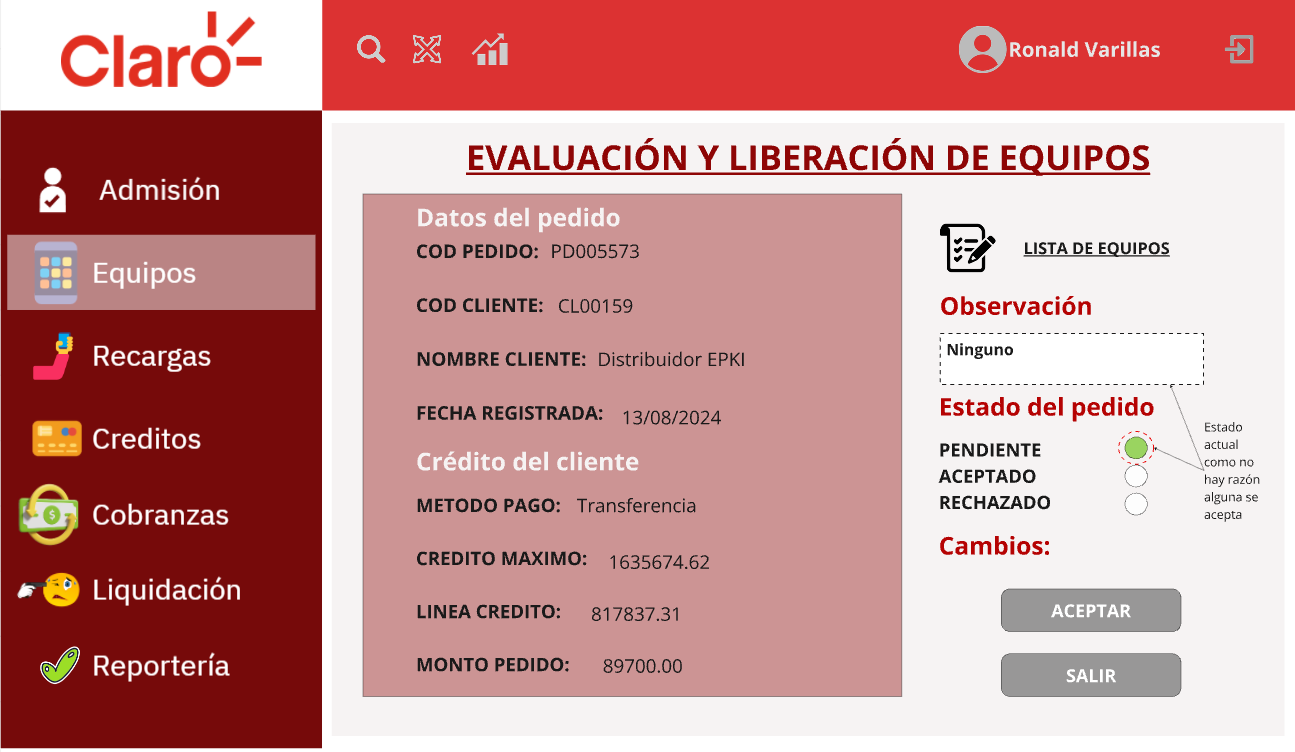 Claro
Ronald Varillas
Admisión
Equipos
Recargas
Creditos
Cobranzas
Liquidación
Reportería
EVALUACIÓN Y LIBERACIÓN DE EQUIPOS
Datos del pedido
COD PEDIDO: PD005573
COD CLIENTE: CL00159
NOMBRE CLIENTE: Distribuidor EPKI
FECHA REGISTRADA: 13/08/2024
Crédito del cliente
METODO PAGO: Transferencia
CREDITO MAXIMO: 1635674.62
LINEA CREDITO: 817837.31
MONTO PEDIDO: 89700.00
LISTA DE EQUIPOS
Observación
Ninguno
Estado del pedido
PENDIENTE
ACEPTADO
RECHAZADO
Estado
actual
como no
hay razón
alguna se
acepta
Cambios:
ACEPTAR
SALIR